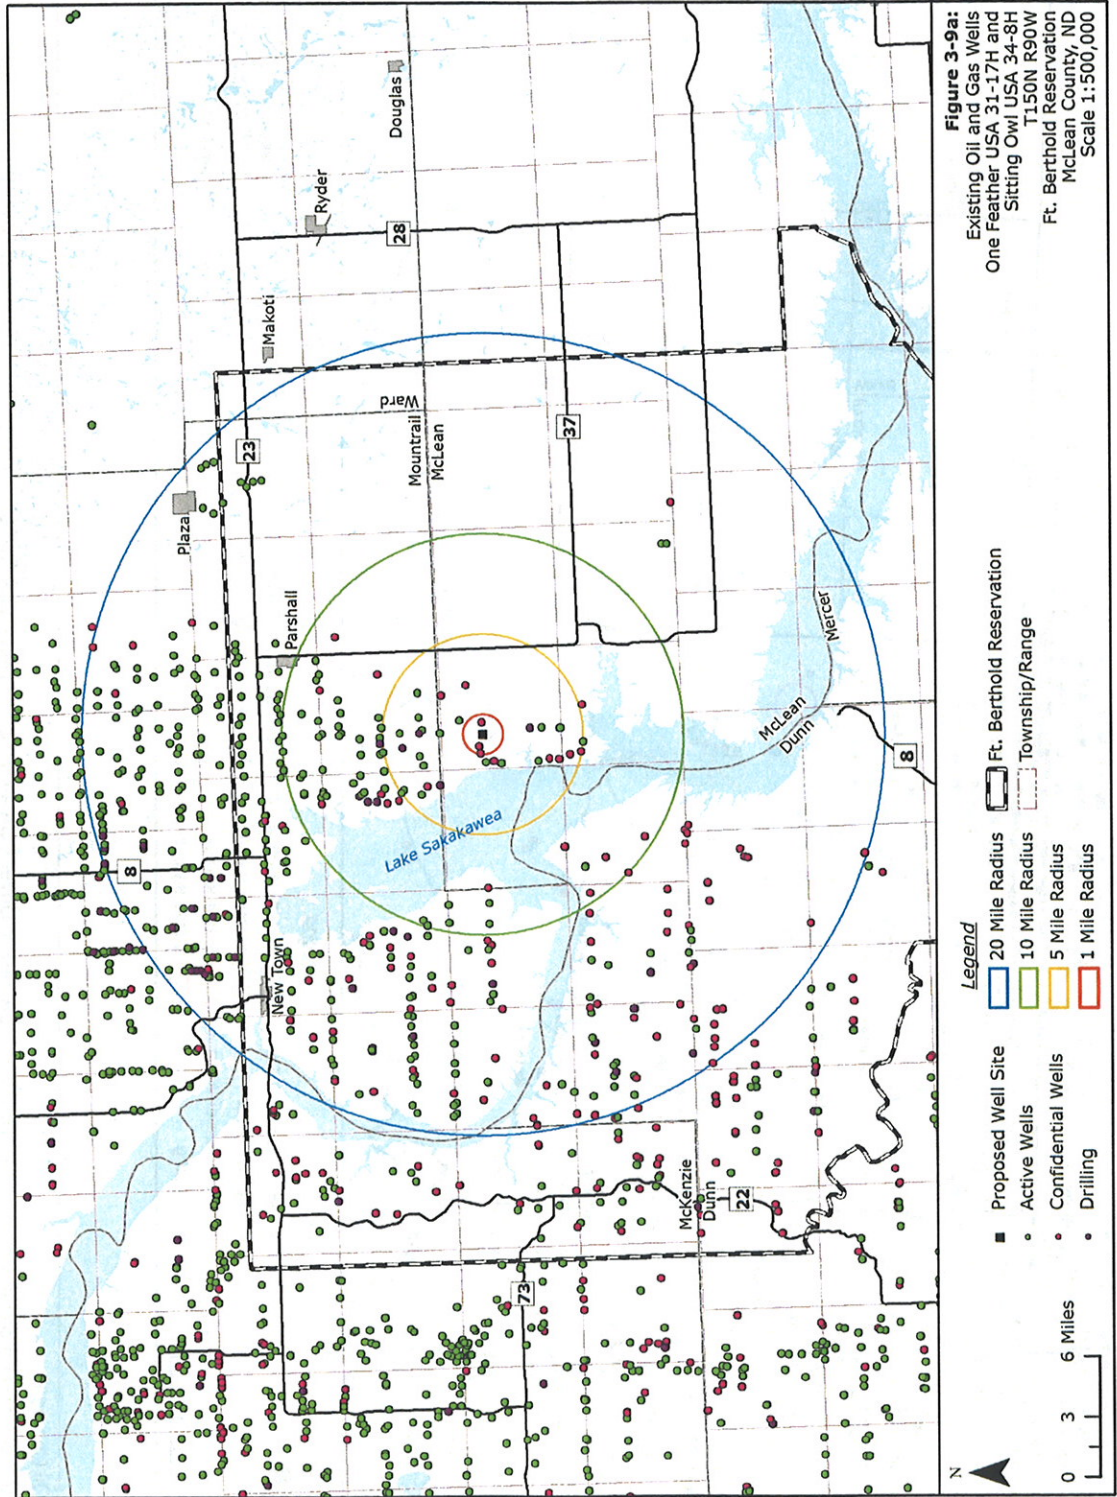 Douglas
Ryder
28
Makoti
Ward
Mountrail
McLean
23
37
Plaza
Parshall
Mercer
McLean
Dunn
8
Lake Sakakawea
8
New Town
McKenzie
Dunn
22
73
Figure 3-9a:
Existing Oil and Gas Wells
One Feather USA 31-17H and
Sitting Owl USA 34-8H
T150N R90W
Ft. Berthold Reservation
McLean County, ND
Scale 1:500,000
Legend
Proposed Well Site
Active Wells
Confidential Wells
Drilling
20 Mile Radius
10 Mile Radius
5 Mile Radius
1 Mile Radius
Ft. Berthold Reservation
Township/Range
N
0 3 6 Miles